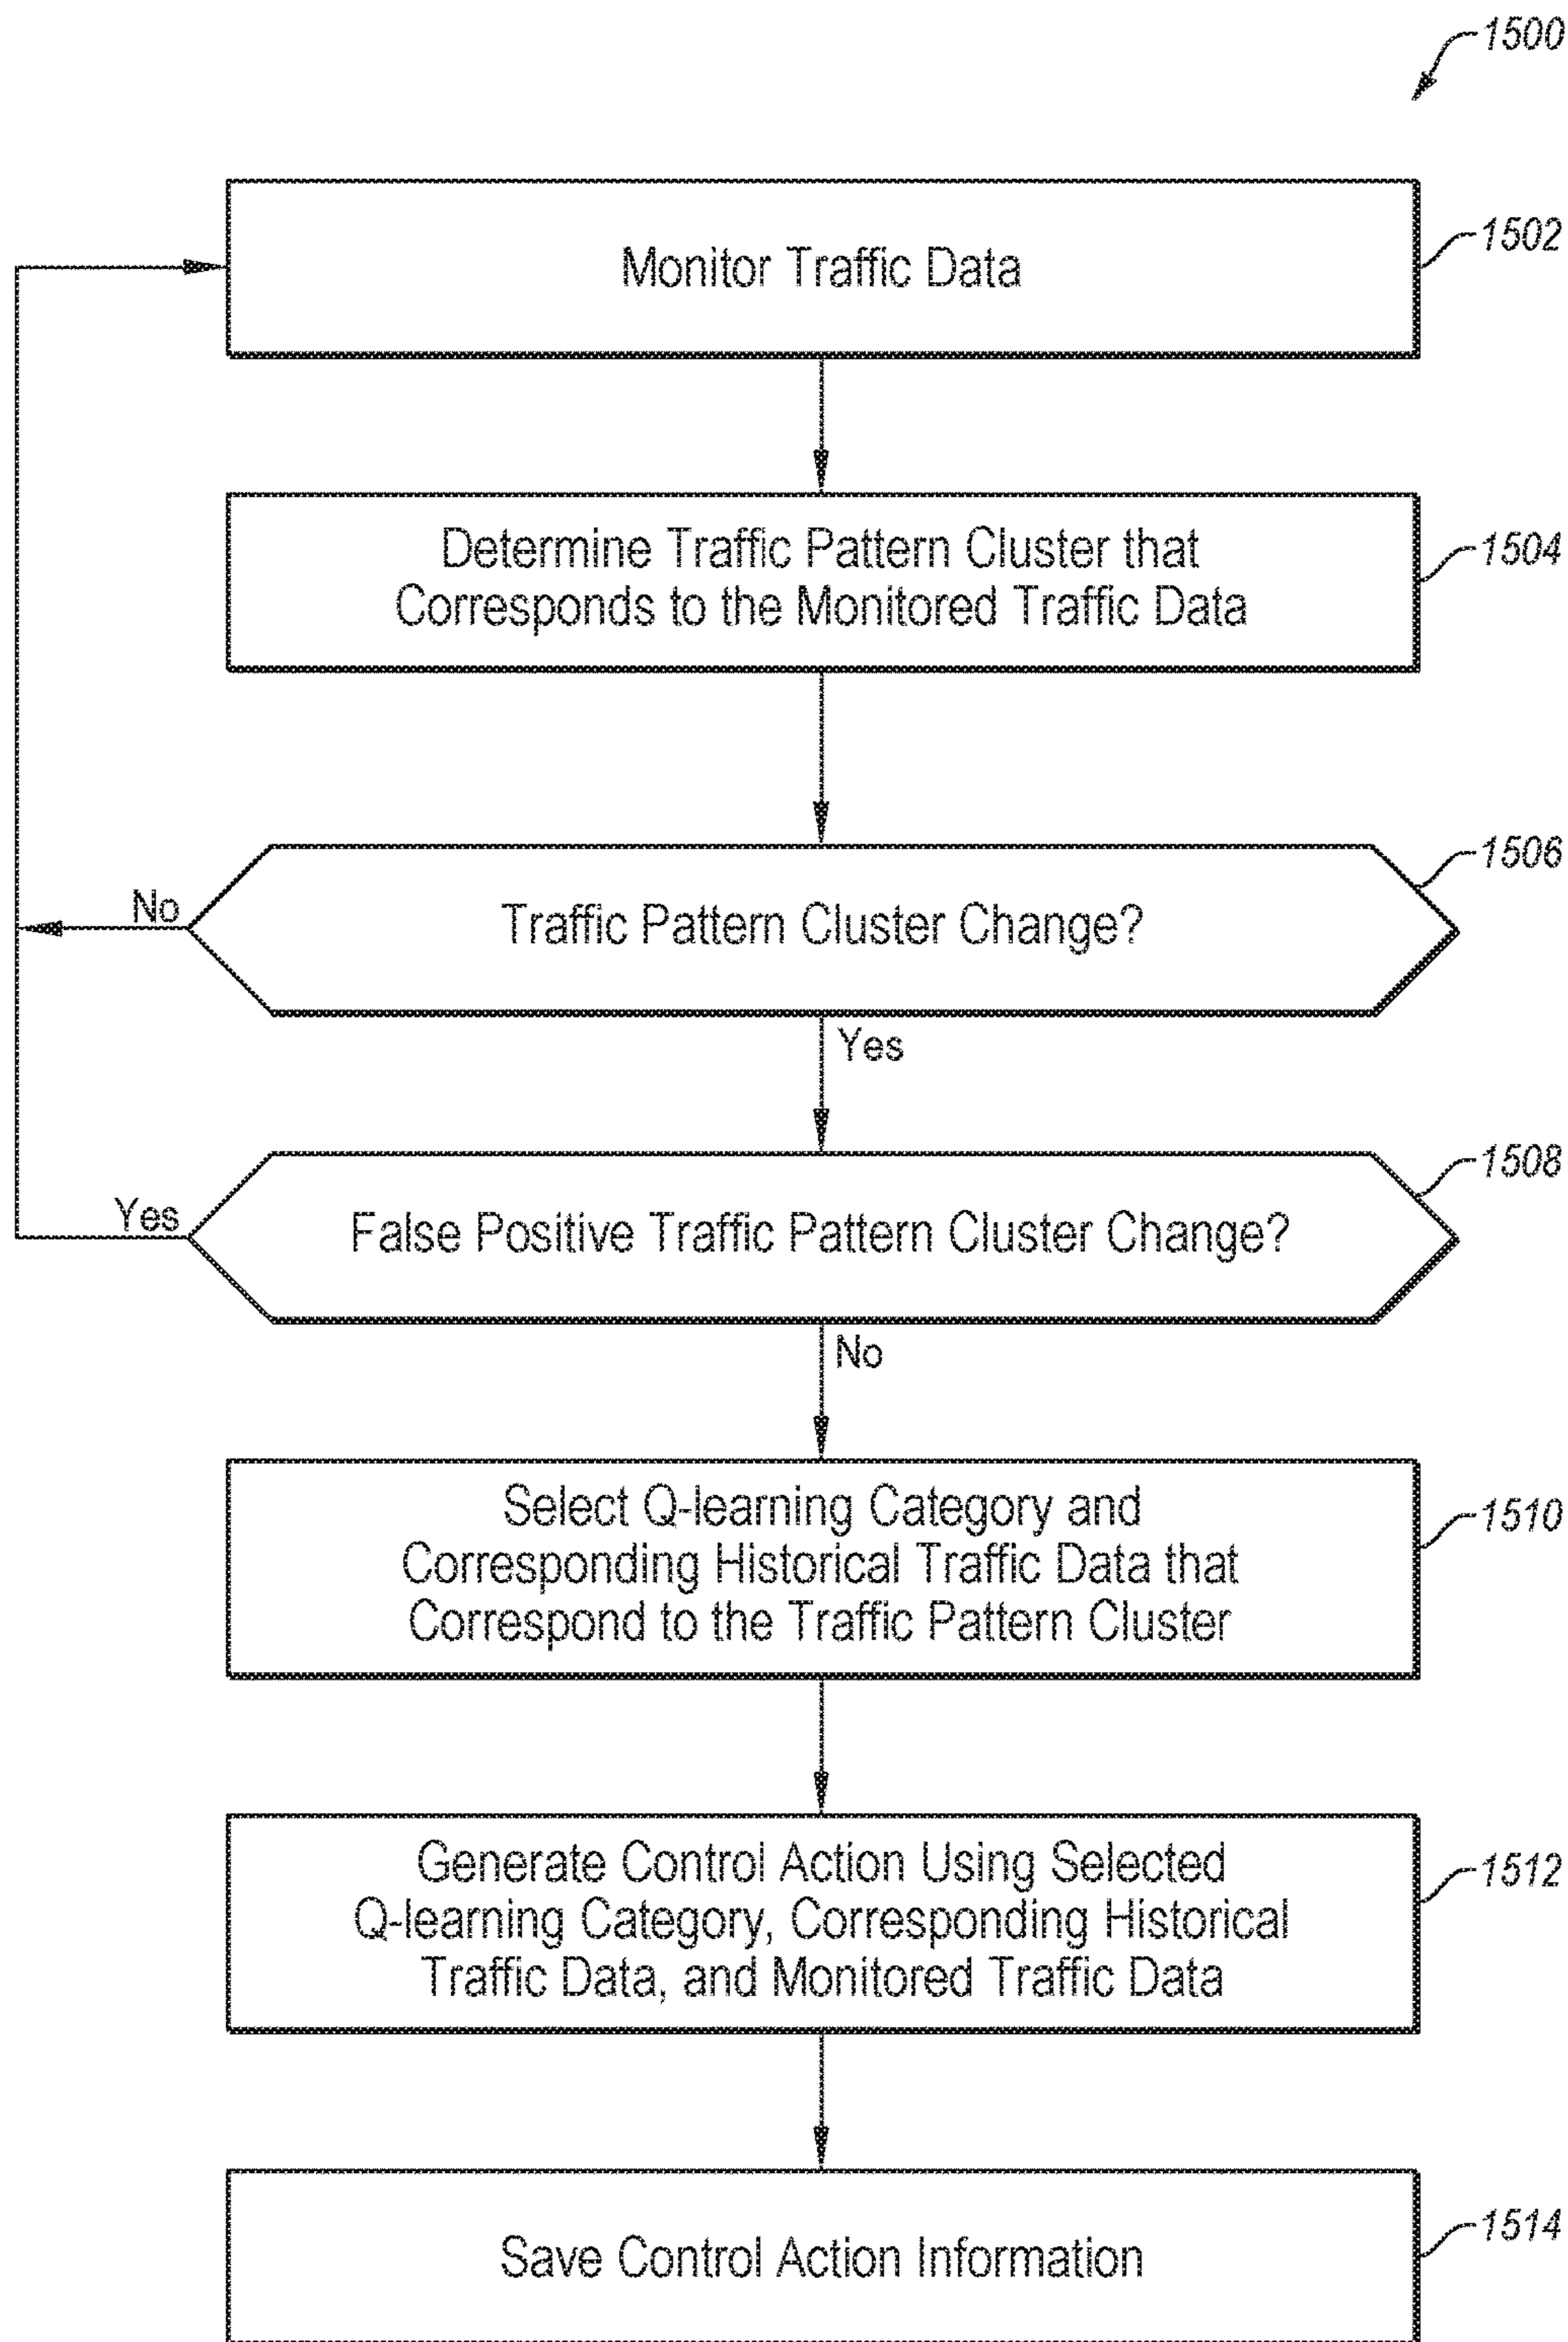 1500
Monitor Traffic Data
1502
Determine Traffic Pattern Cluster that
Corresponds to the Monitored Traffic Data
1504
Traffic Pattern Cluster Change?
1506
No
Yes
False Positive Traffic Pattern Cluster Change?
1508
Yes
No
Select Q-learning Category and
Corresponding Historical Traffic Data that
Correspond to the Traffic Pattern Cluster
1510
Generate Control Action Using Selected
Q-learning Category, Corresponding Historical
Traffic Data, and Monitored Traffic Data
1512
Save Control Action Information
1514